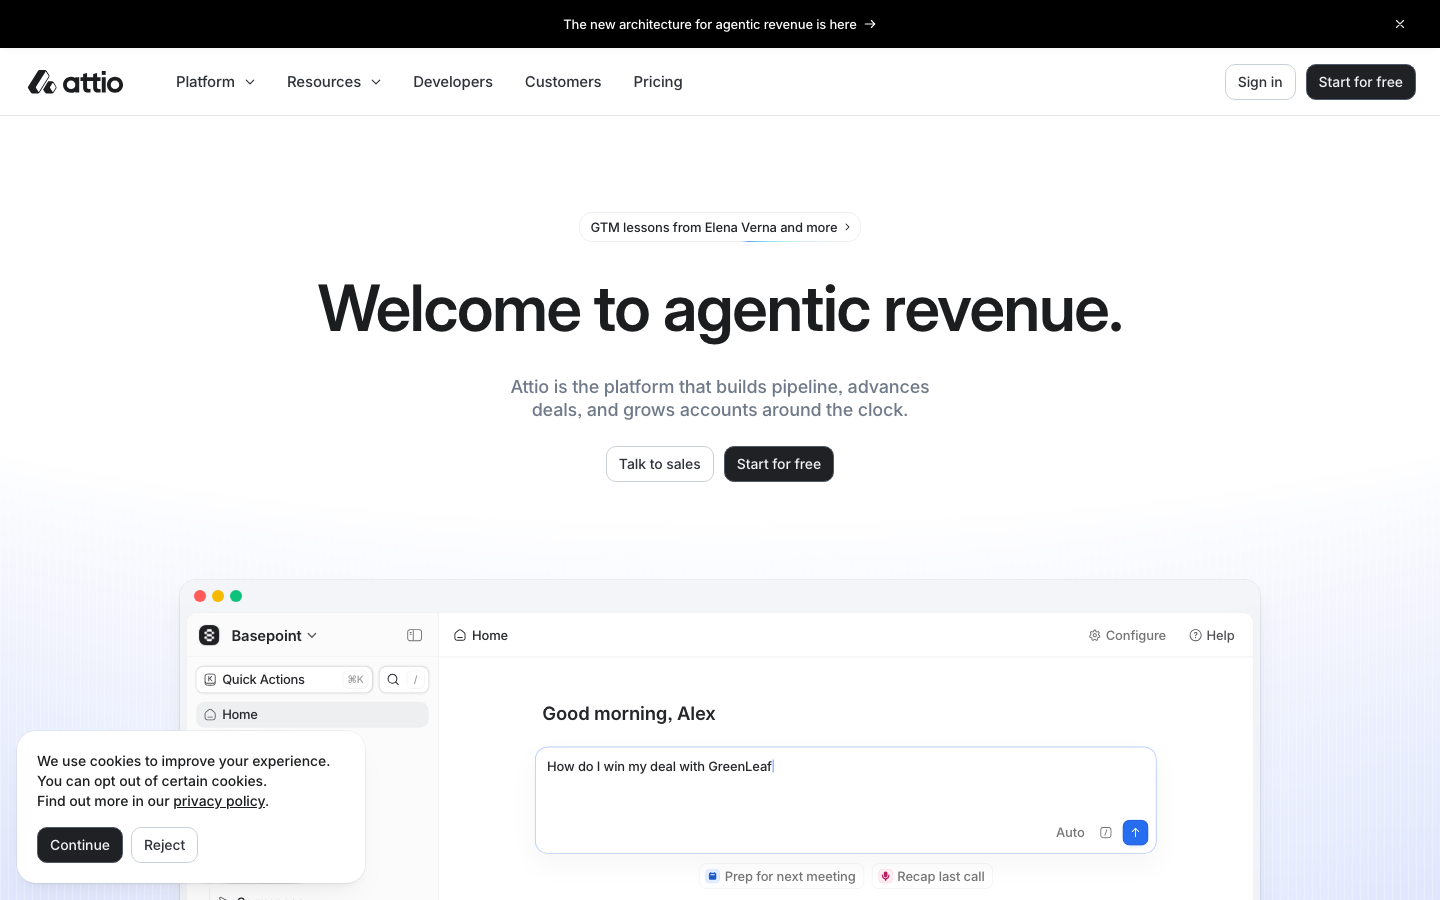 The new architecture for agentic revenue is here →
attio
Platform
Resources
Developers
Customers
Pricing
Sign in
Start for free
GTM lessons from Elena Verna and more
Welcome to agentic revenue.
Attio is the platform that builds pipeline, advances
deals, and grows accounts around the clock.
Talk to sales
Start for free
Basepoint
Home
Configure
Help
Quick Actions
⌘K
/
Home
Good morning, Alex
How do I win my deal with GreenLeaf
Auto
/
Prep for next meeting
Recap last call
We use cookies to improve your experience.
You can opt out of certain cookies.
Find out more in our privacy policy.
Continue
Reject